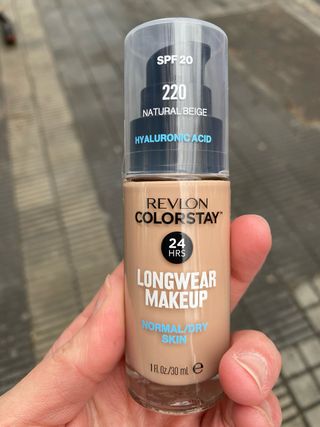 SPF 20
220
NATURAL BEIGE
HYALURONIC ACID
REVLON
COLORSTAY™
24
HRS
LONGWEAR
MAKEUP
NORMAL/DRY
SKIN
1 Fl. Oz/30 mL ℮